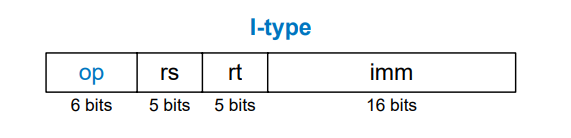 I-type
op rs rt imm
6 bits 5 bits 5 bits 16 bits